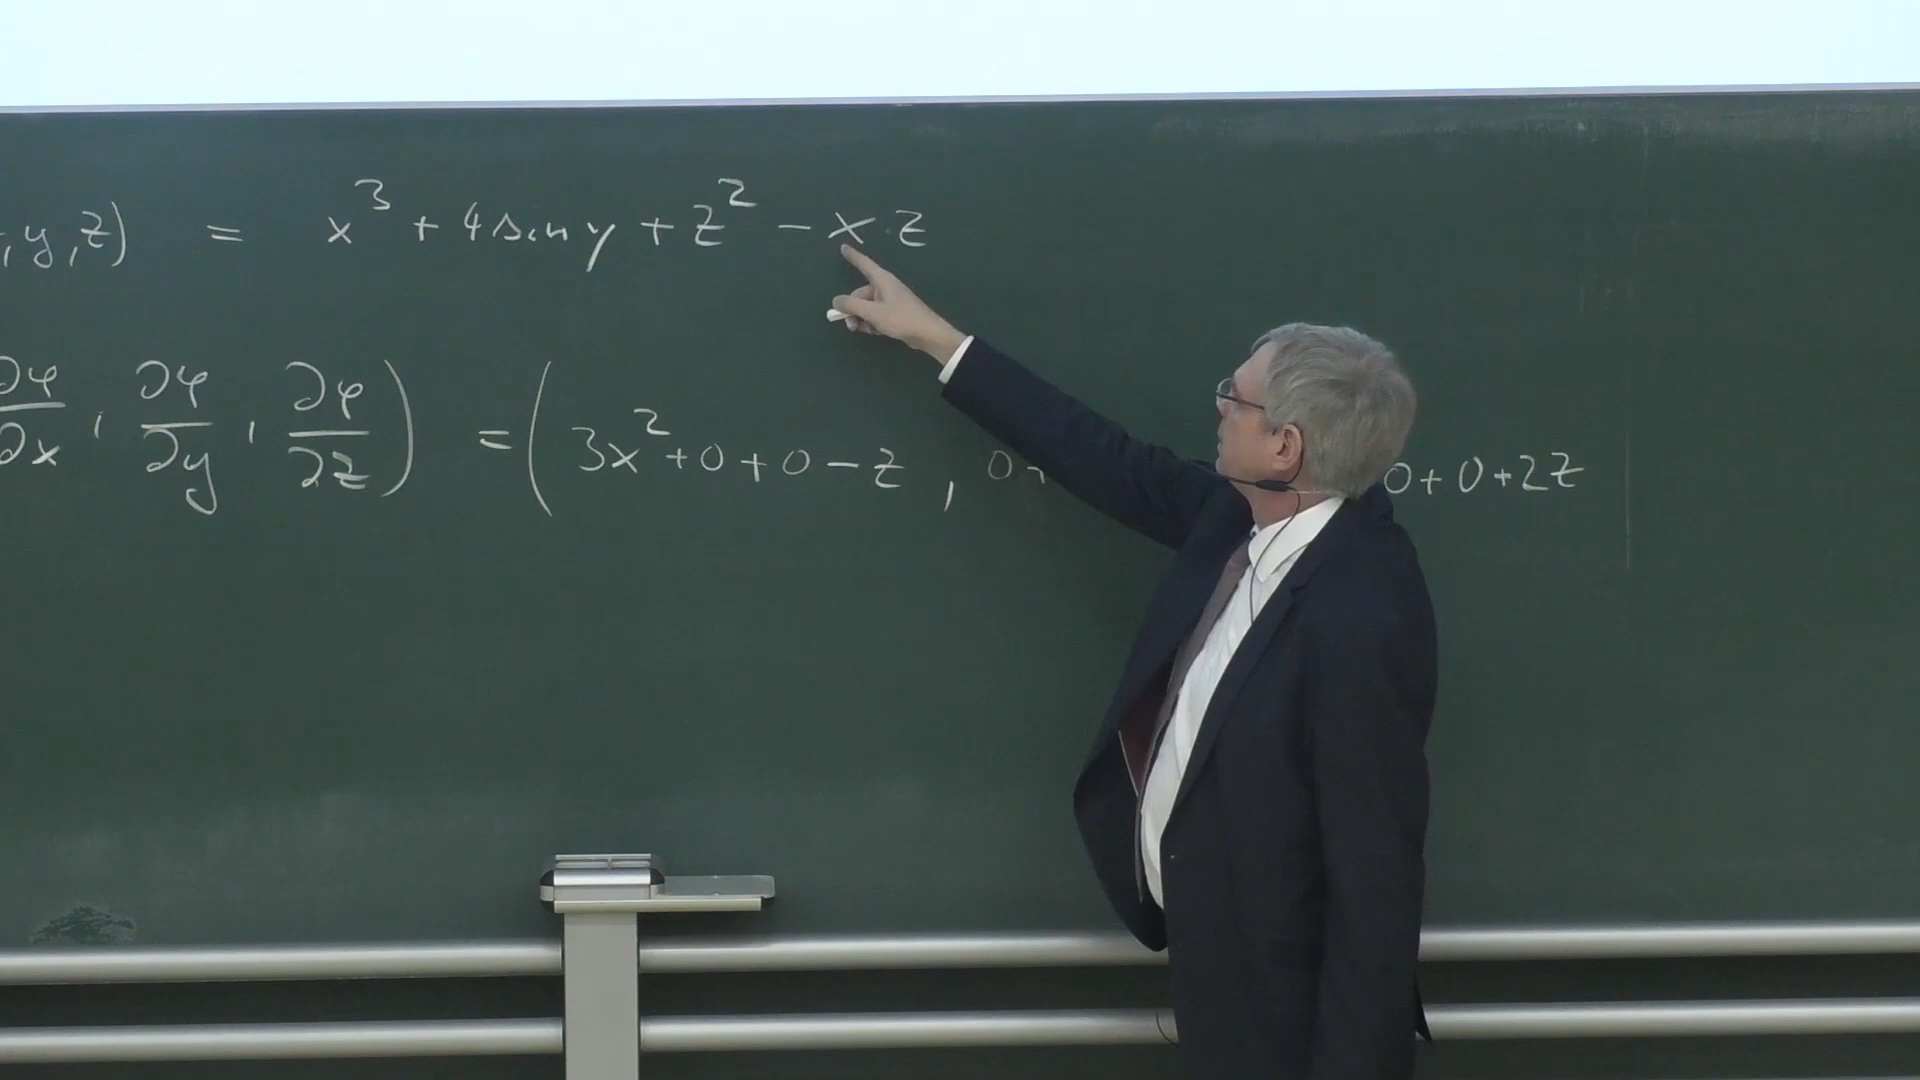 ,y,z) = x³ + 4 sin y + z² - x·z
∂φ/∂x , ∂φ/∂y , ∂φ/∂z ) = ( 3x² + 0 + 0 - z , 0+ 0 + 0 + 2z